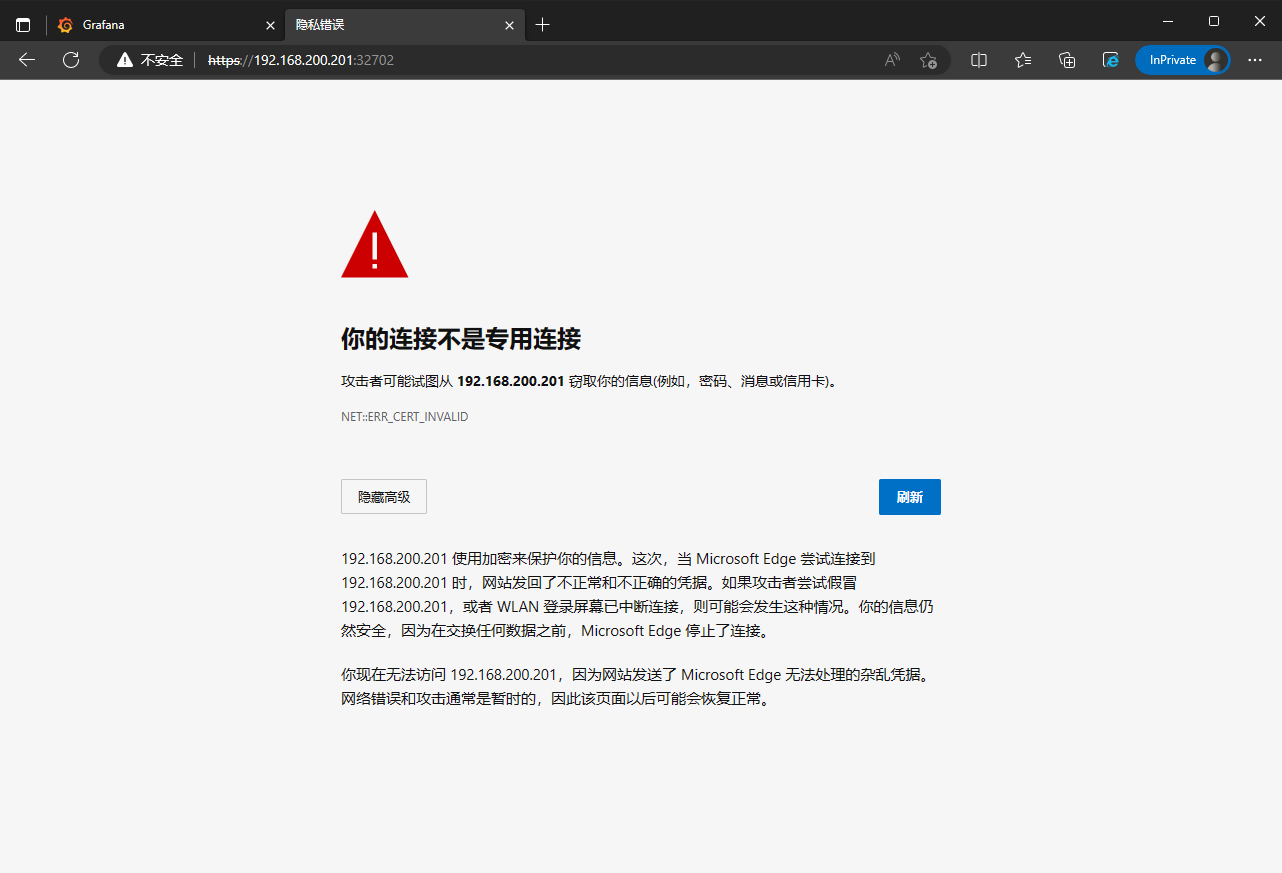 Grafana
隐私错误
不安全
https://192.168.200.201:32702
InPrivate
你的连接不是专用连接
攻击者可能试图从 192.168.200.201 窃取你的信息(例如，密码、消息或信用卡)。
NET::ERR_CERT_INVALID
隐藏高级
刷新
192.168.200.201 使用加密来保护你的信息。这次，当 Microsoft Edge 尝试连接到
192.168.200.201 时，网站发回了不正常和不正确的凭据。如果攻击者尝试假冒
192.168.200.201，或者 WLAN 登录屏幕已中断连接，则可能会发生这种情况。你的信息仍
然安全，因为在交换任何数据之前，Microsoft Edge 停止了连接。
你现在无法访问 192.168.200.201，因为网站发送了 Microsoft Edge 无法处理的杂乱凭据。
网络错误和攻击通常是暂时的，因此该页面以后可能会恢复正常。